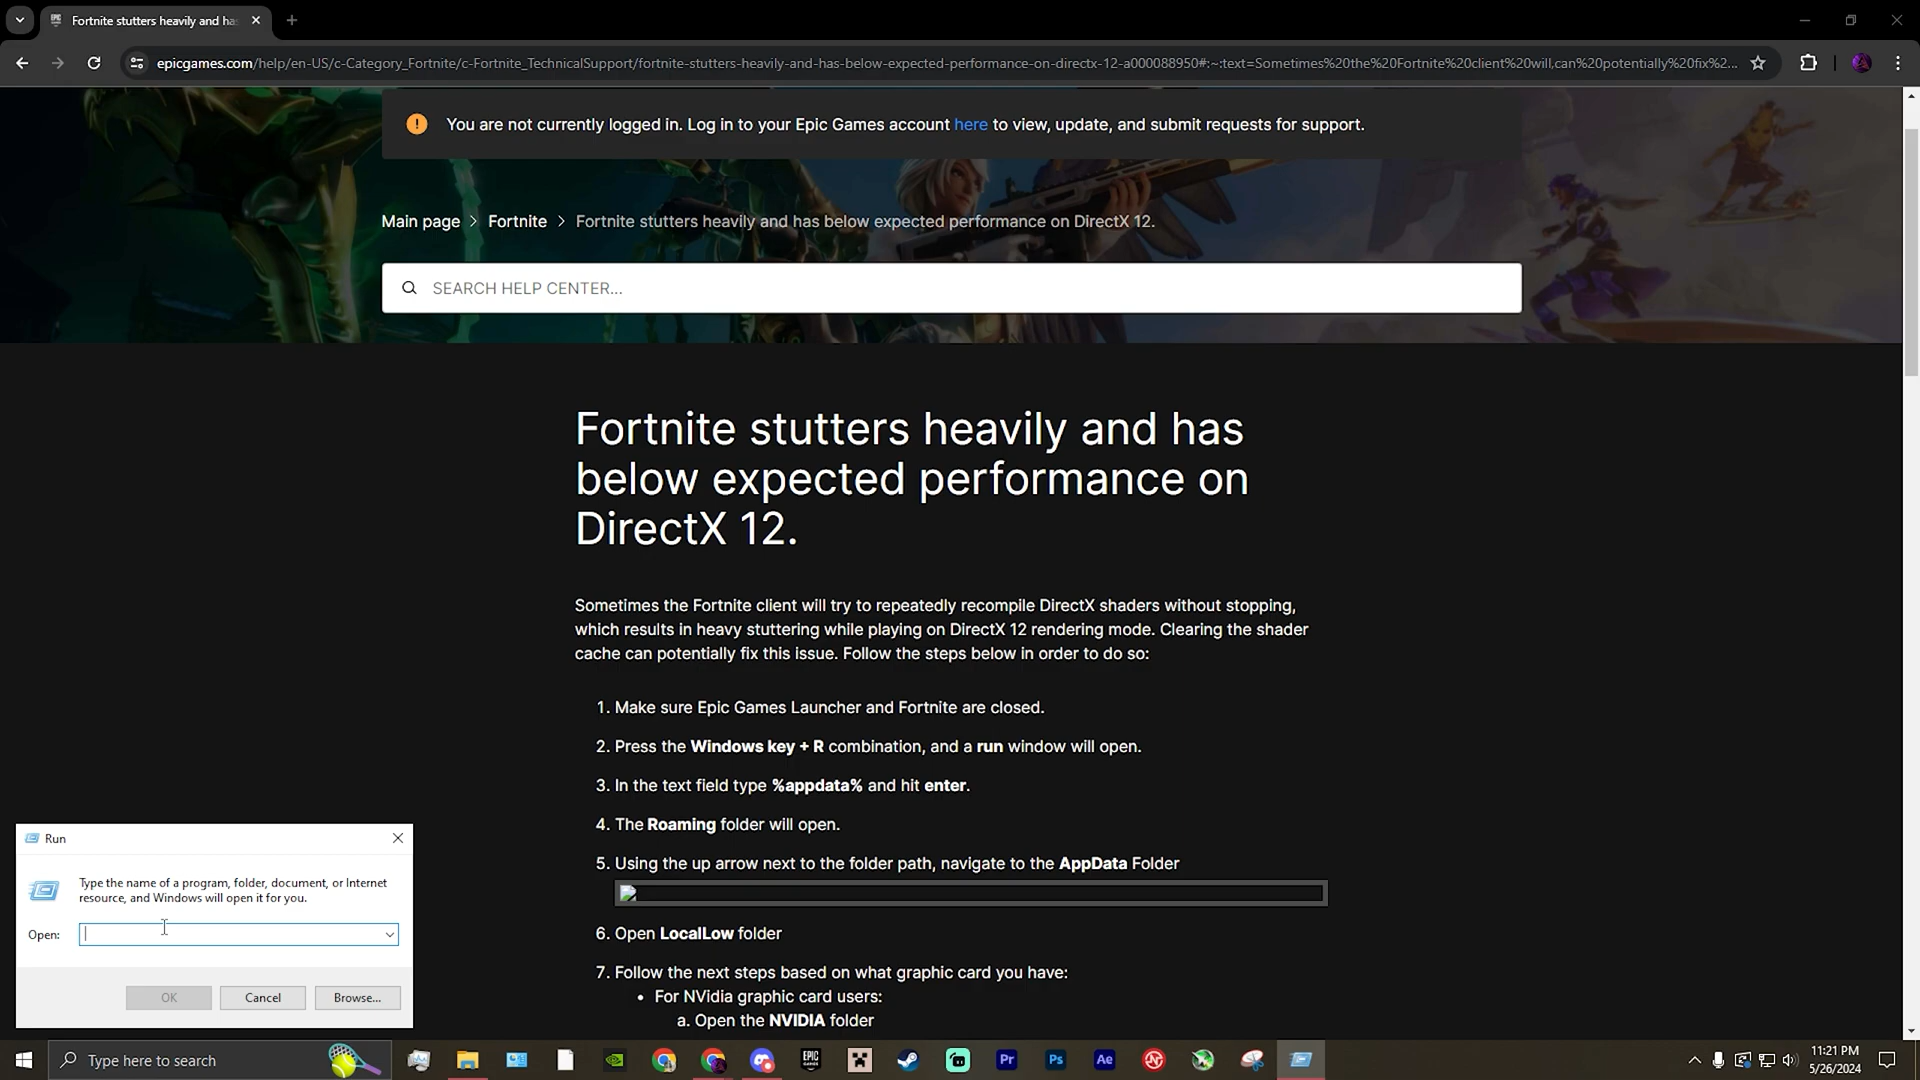 Fortnite stutters heavily and ha
epicgames.com/help/en-US/c-Category_Fortnite/c-Fortnite_TechnicalSupport/fortnite-stutters-heavily-and-has-below-expected-performance-on-directx-12-a000088950#:~:text=Sometimes%20the%20Fortnite%20client%20will,can%20potentially%20fix%2...
You are not currently logged in. Log in to your Epic Games account here to view, update, and submit requests for support.
Main page > Fortnite > Fortnite stutters heavily and has below expected performance on DirectX 12.
SEARCH HELP CENTER...
Fortnite stutters heavily and has
below expected performance on
DirectX 12.
Sometimes the Fortnite client will try to repeatedly recompile DirectX shaders without stopping,
which results in heavy stuttering while playing on DirectX 12 rendering mode. Clearing the shader
cache can potentially fix this issue. Follow the steps below in order to do so:
1. Make sure Epic Games Launcher and Fortnite are closed.
2. Press the Windows key + R combination, and a run window will open.
3. In the text field type %appdata% and hit enter.
4. The Roaming folder will open.
5. Using the up arrow next to the folder path, navigate to the AppData Folder
6. Open LocalLow folder
7. Follow the next steps based on what graphic card you have:
• For NVidia graphic card users:
a. Open the NVIDIA folder
Run
Type the name of a program, folder, document, or Internet
resource, and Windows will open it for you.
Open:
OK
Cancel
Browse...
Type here to search
EPIC
GAMES
Pr
Ps
Ae
11:21 PM
5/26/2024